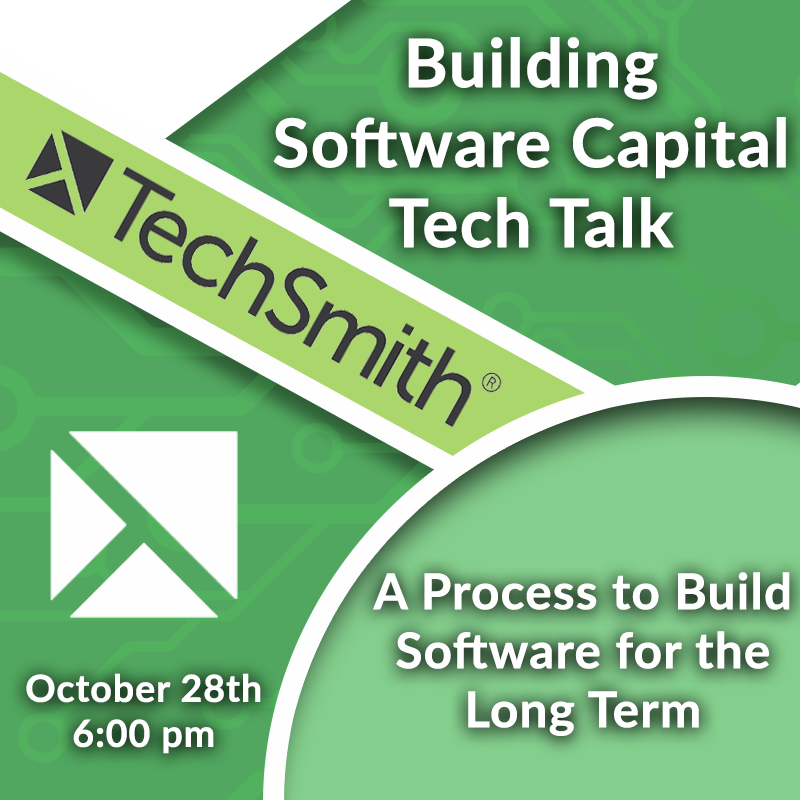 Building
Software Capital
Tech Talk
TechSmith®
A Process to Build
Software for the
Long Term
October 28th
6:00 pm